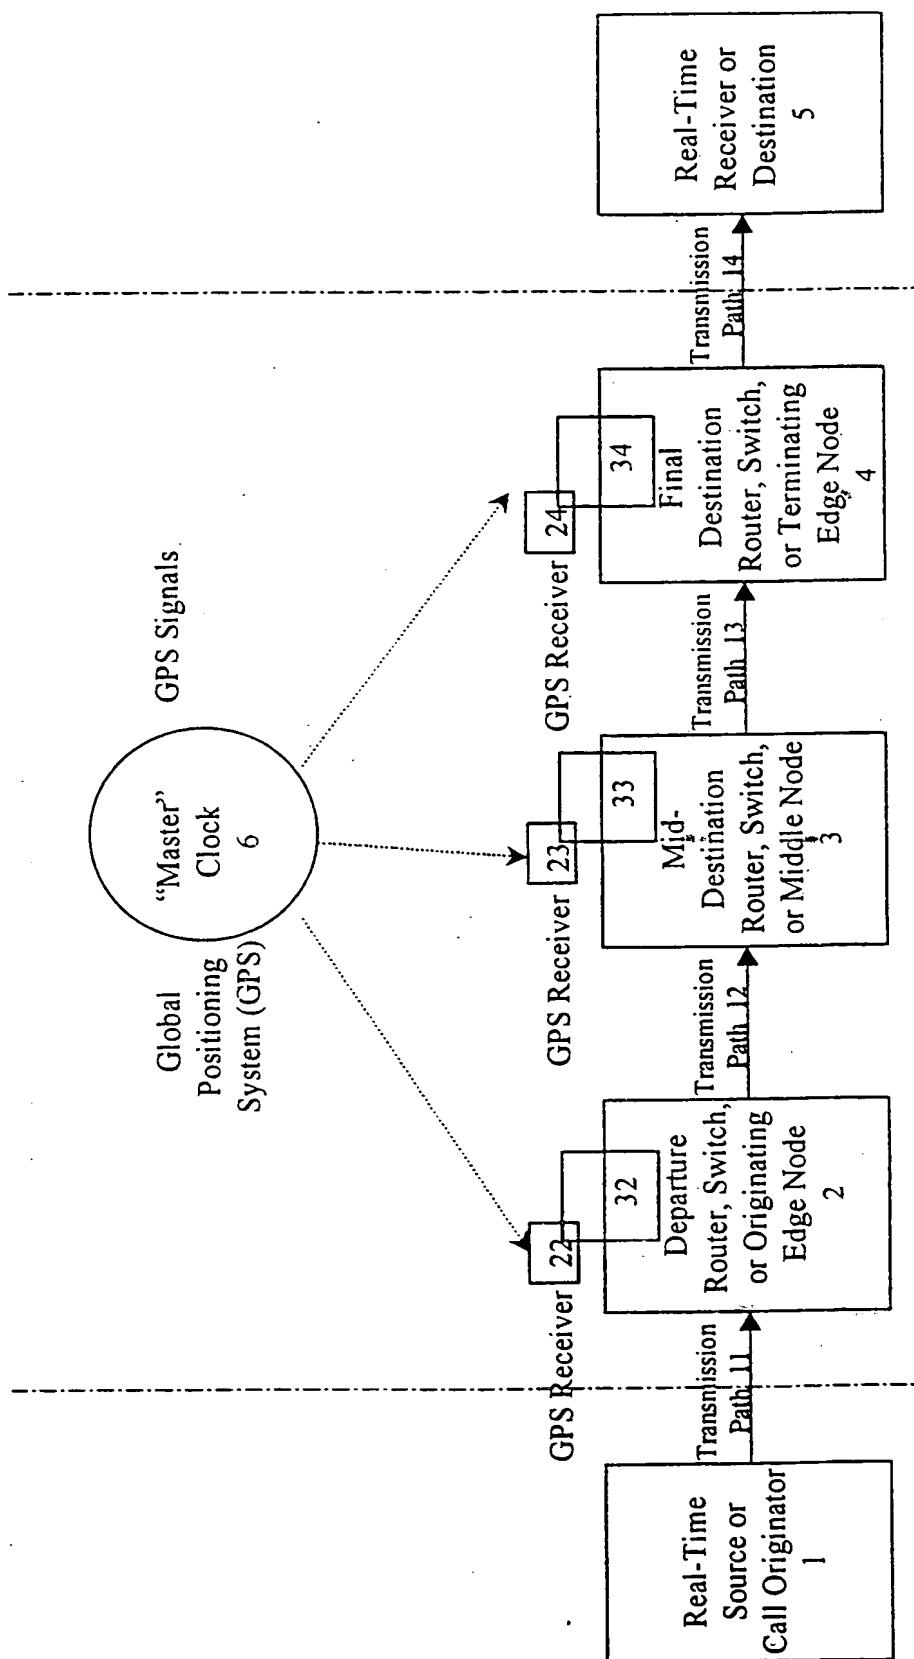 Global
Positioning
System (GPS)
“Master”
Clock
6
GPS Signals
GPS Receiver
22
32
GPS Receiver
23
33
GPS Receiver
24
34
Real-Time
Source or
Call Originator
1
Transmission
Path 11
Departure
Router, Switch,
or Originating
Edge Node
2
Transmission
Path 12
Mid-
Destination
Router, Switch,
or Middle Node
3
Transmission
Path 13
Final
Destination
Router, Switch,
or Terminating
Edge Node
4
Transmission
Path 14
Real-Time
Receiver or
Destination
5